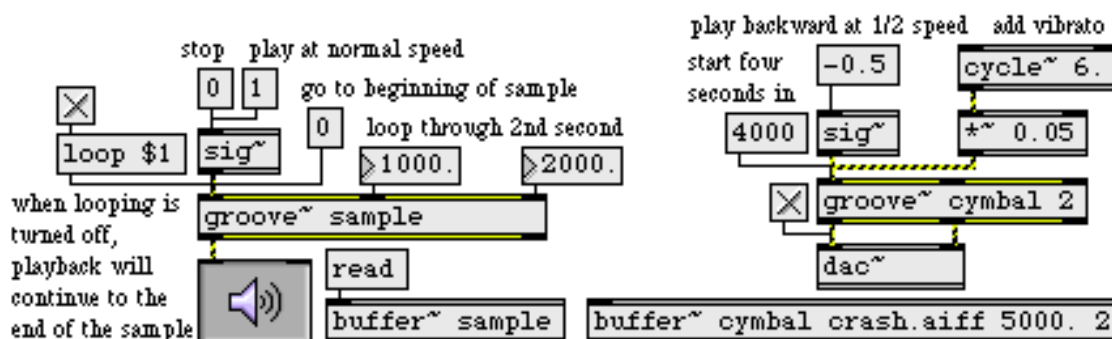 stop play at normal speed
0 1
go to beginning of sample
0
loop $1
sig~
loop through 2nd second
1000.
2000.
when looping is
turned off,
playback will
continue to the
end of the sample
groove~ sample
read
buffer~ sample
play backward at 1/2 speed add vibrato
start four
seconds in
-0.5
cycle~ 6.
4000
sig~
*~ 0.05
groove~ cymbal 2
dac~
buffer~ cymbal crash.aiff 5000. 2